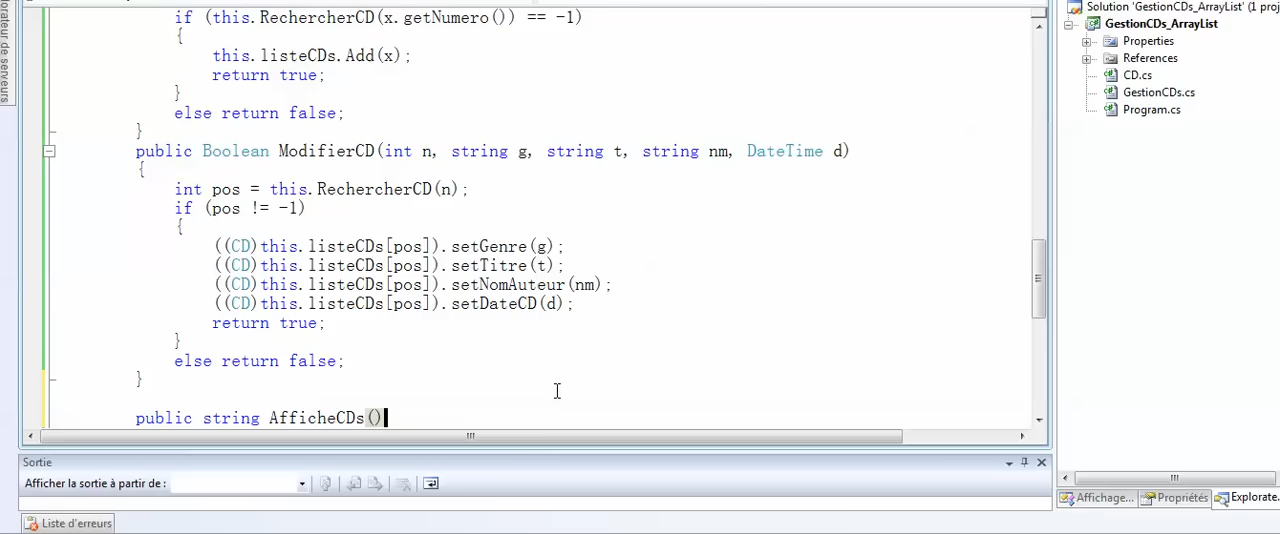 Solution 'GestionCDs_ArrayList' (1 proj
GestionCDs_ArrayList
Properties
References
CD.cs
GestionCDs.cs
Program.cs
if (this.RechercherCD(x.getNumero()) == -1)
{
this.listeCDs.Add(x);
return true;
}
else return false;
}
public Boolean ModifierCD(int n, string g, string t, string nm, DateTime d)
{
int pos = this.RechercherCD(n);
if (pos != -1)
{
((CD)this.listeCDs[pos]).setGenre(g);
((CD)this.listeCDs[pos]).setTitre(t);
((CD)this.listeCDs[pos]).setNomAuteur(nm);
((CD)this.listeCDs[pos]).setDateCD(d);
return true;
}
else return false;
}
public string AfficheCDs()
Affichage...
Propriétés
Explorate...
Sortie
Afficher la sortie à partir de :
Liste d'erreurs